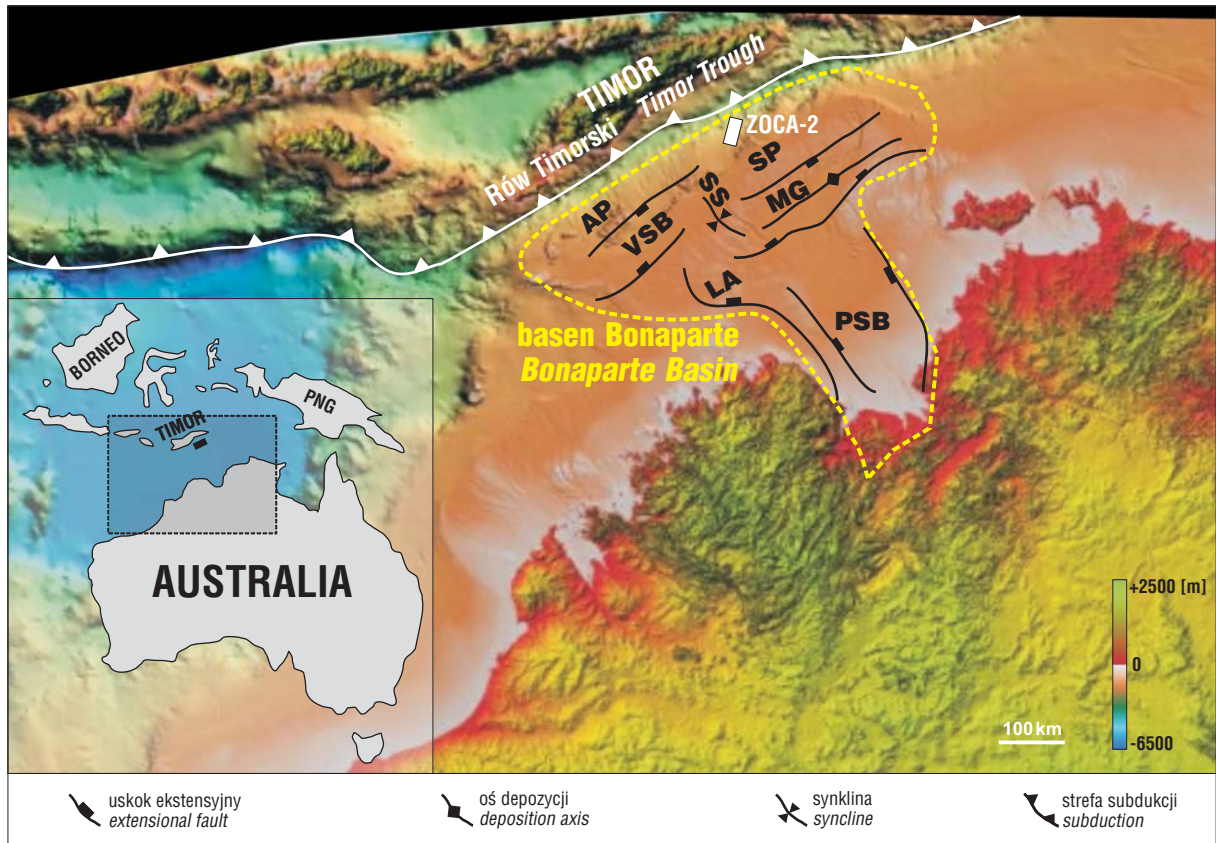 TIMOR
Rów Timorski Timor Trough
ZOCA-2
SP
SS
MG
AP
VSB
LA
PSB
basen Bonaparte
Bonaparte Basin
BORNEO
PNG
TIMOR
AUSTRALIA
+2500 [m]
0
-6500
100 km
uskok ekstensyjny
extensional fault
oś depozycji
deposition axis
synklina
syncline
strefa subdukcji
subduction